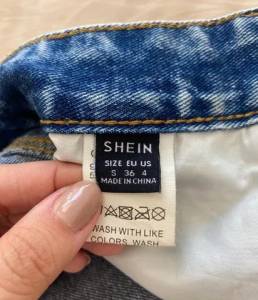 SHEIN
SIZE EU US
S 36 4
MADE IN CHINA
WASH WITH LIKE
COLORS, WASH